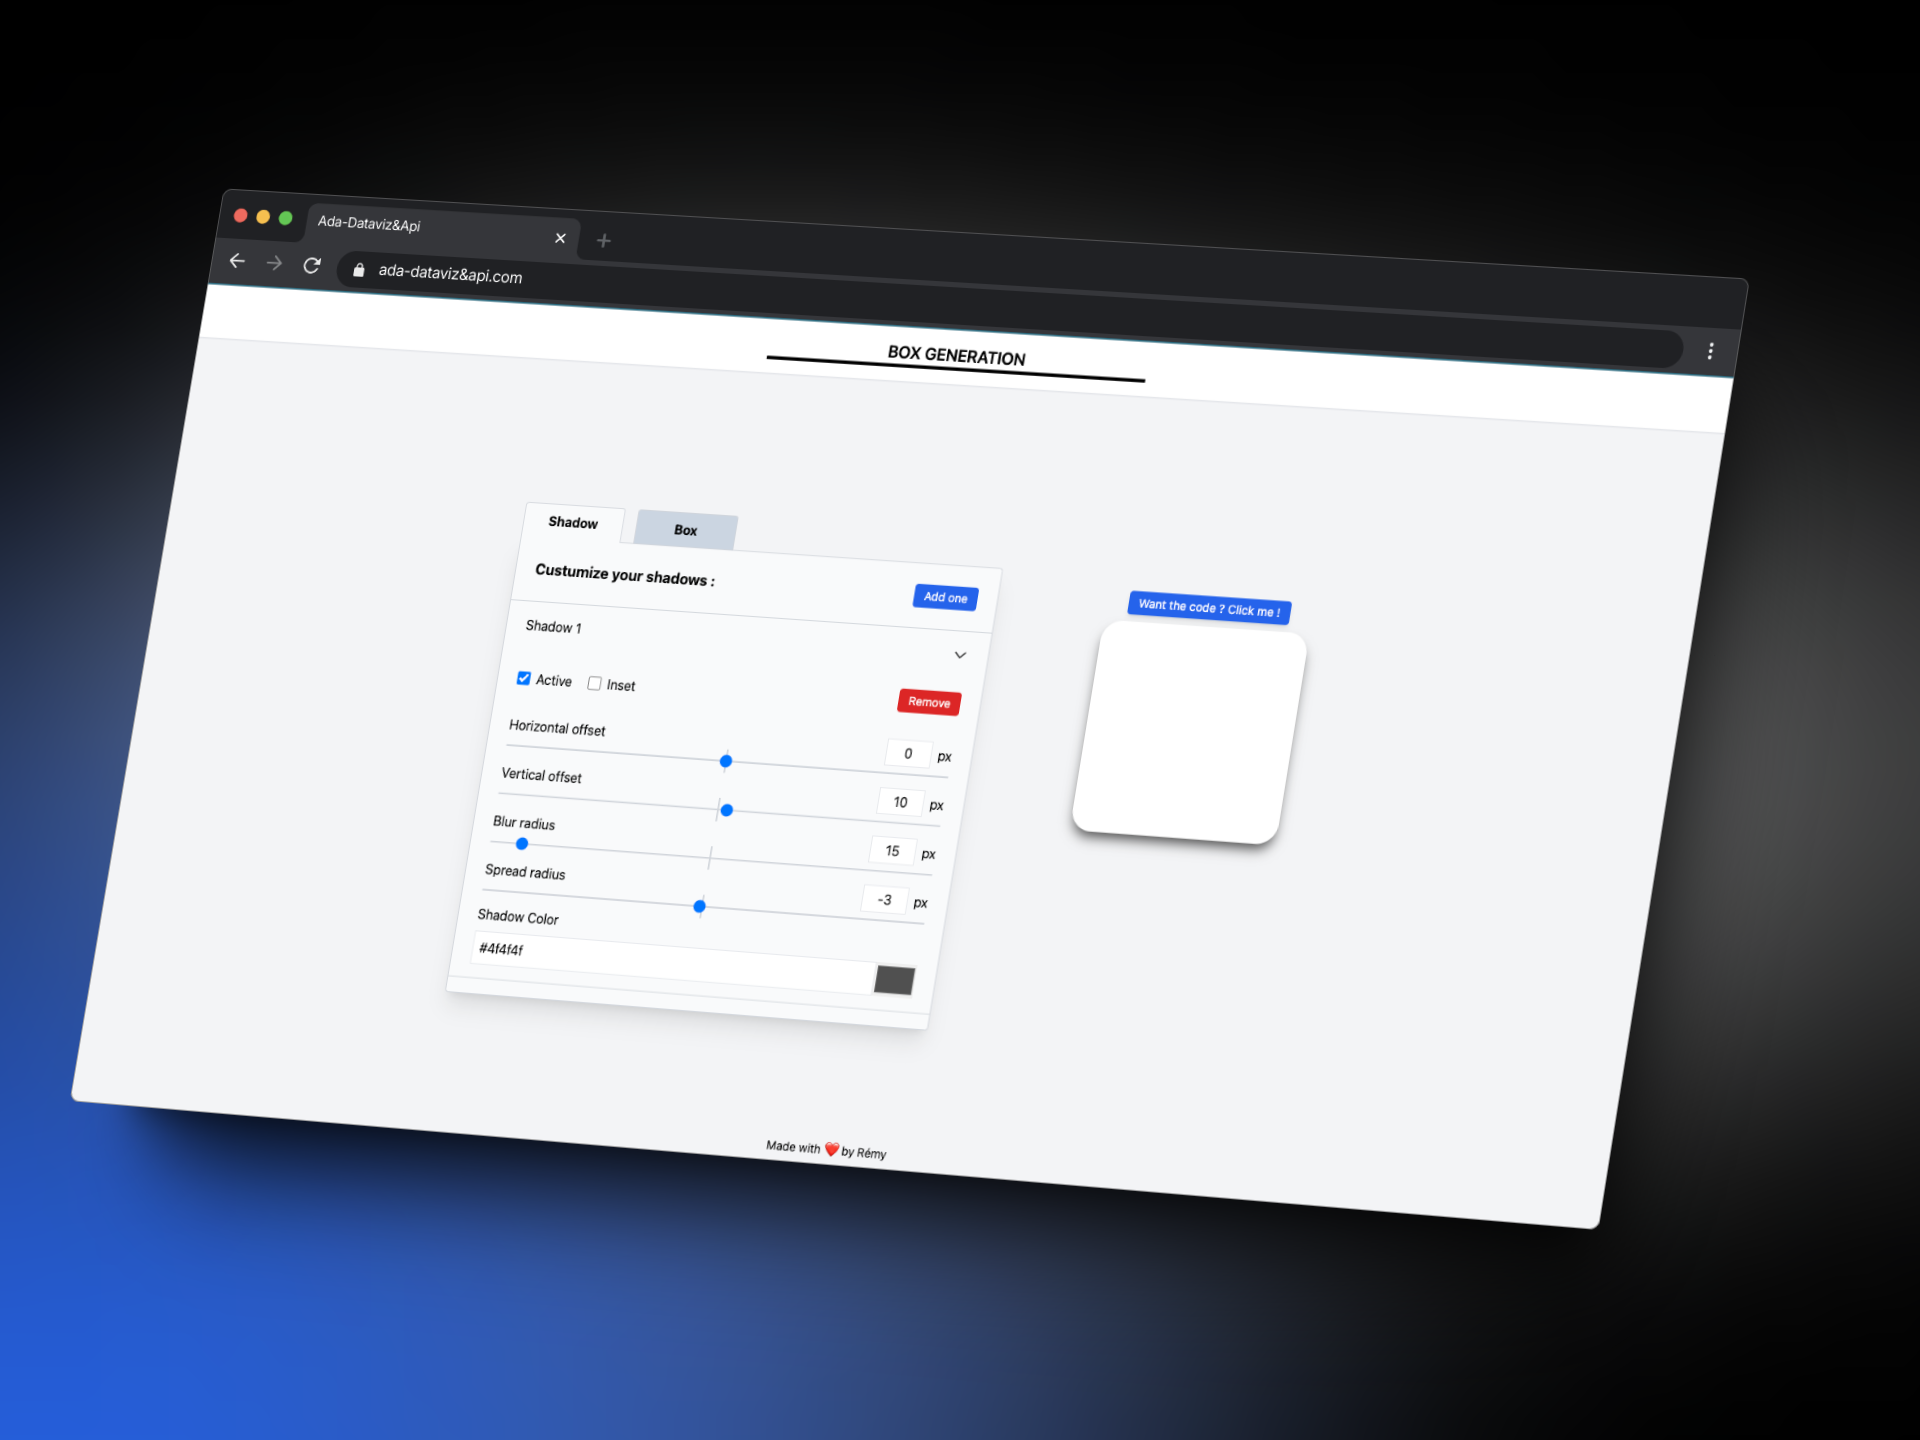 Ada-Dataviz&Api
ada-dataviz&api.com
BOX GENERATION
Shadow
Box
Custumize your shadows :
Add one
Want the code ? Click me !
Shadow 1
Active
Inset
Remove
Horizontal offset
0 px
Vertical offset
10 px
Blur radius
15 px
Spread radius
-3 px
Shadow Color
#4f4f4f
Made with ❤️ by Rémy